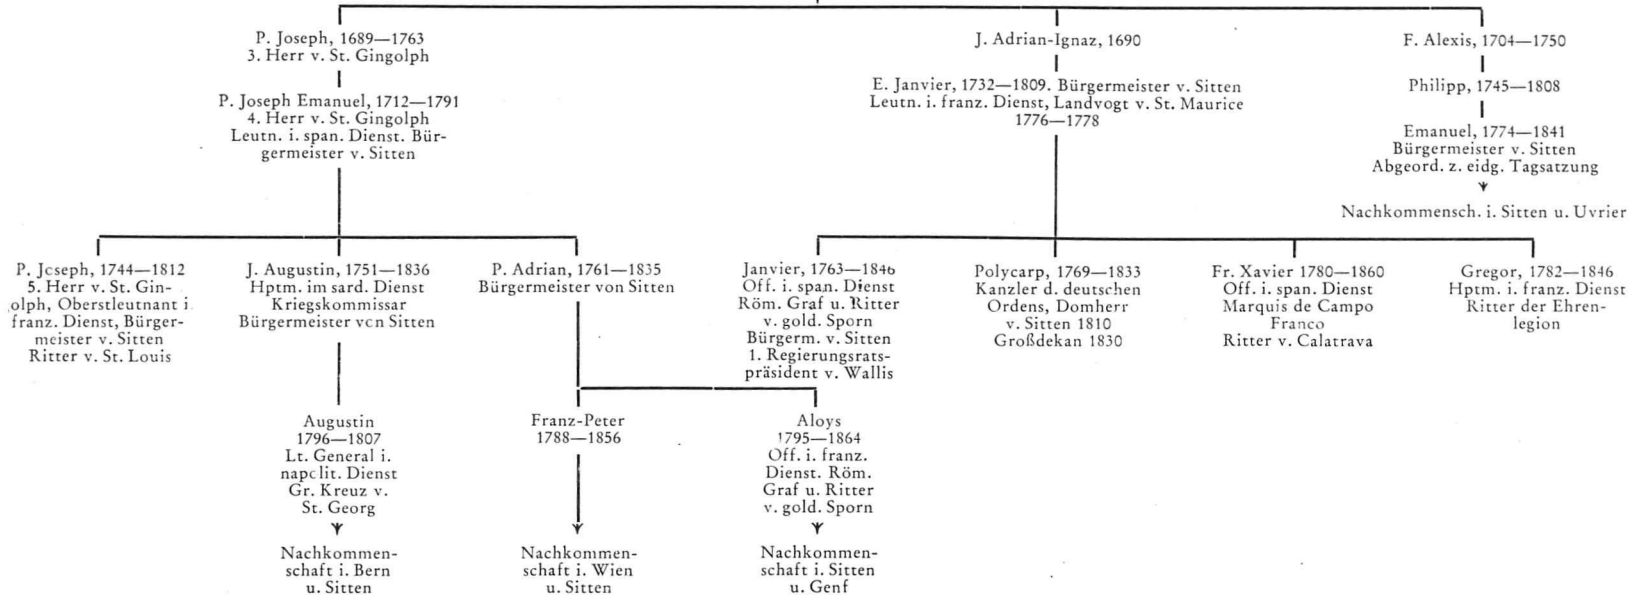 P. Joseph, 1689—1763
3. Herr v. St. Gingolph
P. Joseph Emanuel, 1712—1791
4. Herr v. St. Gingolph
Leutn. i. span. Dienst. Bür-
germeister v. Sitten
J. Adrian-Ignaz, 1690
E. Janvier, 1732—1809. Bürgermeister v. Sitten
Leutn. i. franz. Dienst, Landvogt v. St. Maurice
1776—1778
F. Alexis, 1704—1750
Philipp, 1745—1808
Emanuel, 1774—1841
Bürgermeister v. Sitten
Abgeord. z. eidg. Tagsatzung
Nachkommensch. i. Sitten u. Uvrier
P. Joseph, 1744—1812
5. Herr v. St. Gin-
olph, Oberstleutnant i.
franz. Dienst, Bürger-
meister v. Sitten
Ritter v. St. Louis
J. Augustin, 1751—1836
Hptm. im sard. Dienst
Kriegskommissar
Bürgermeister von Sitten
P. Adrian, 1761—1835
Bürgermeister von Sitten
Janvier, 1763—1846
Off. i. span. Dienst
Röm. Graf u. Ritter
v. gold. Sporn
Bürgerm. v. Sitten
1. Regierungsrats-
präsident v. Wallis
Polycarp, 1769—1833
Kanzler d. deutschen
Ordens, Domherr
v. Sitten 1810
Großdekan 1830
Fr. Xavier 1780—1860
Off. i. span. Dienst
Marquis de Campo
Franco
Ritter v. Calatrava
Gregor, 1782—1846
Hptm. i. franz. Dienst
Ritter der Ehren-
legion
Augustin
1796—1807
Lt. General i.
napolit. Dienst
Gr. Kreuz v.
St. Georg
Nachkommen-
schaft i. Bern
u. Sitten
Franz-Peter
1788—1856
Nachkommen-
schaft i. Wien
u. Sitten
Aloys
1795—1864
Off. i. franz.
Dienst. Röm.
Graf u. Ritter
v. gold. Sporn
Nachkommen-
schaft i. Sitten
u. Genf